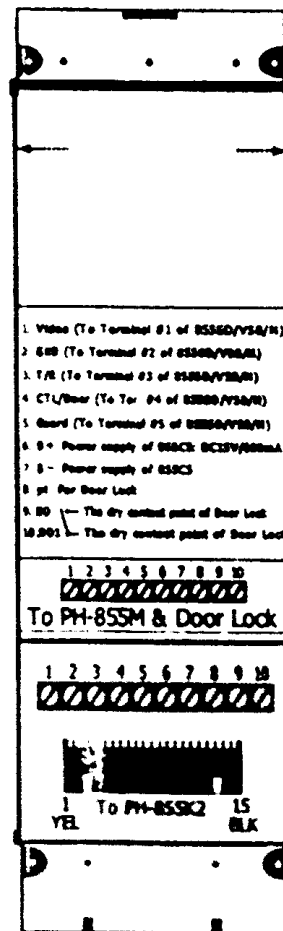 1. Video (To Terminal #1 of
2. GND (To Terminal #2 of
3. T/R (To Terminal #3 of
4. CTL/Door (To Ter #4 of
5. Guard (To Terminal #5 of
6. B+ Power supply of
7. B- Power supply of
8. pt For Door Lock
9. DO The dry contact point of Door Lock
10. DO1 The dry contact point of Door Lock
1 2 3 4 5 6 7 8 9 10
To PH-855M & Door Lock
1 2 3 4 5 6 7 8 9 10
1 To PH-855K2 15
YEL BLK